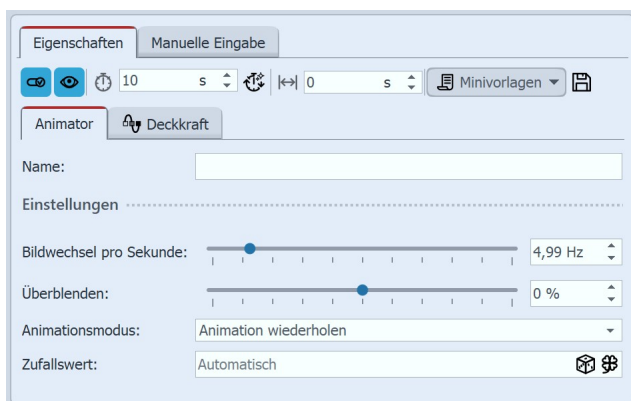 Eigenschaften Manuelle Eingabe
10 s 0 s Minivorlagen
Animator Deckkraft
Name:
Einstellungen
Bildwechsel pro Sekunde: 4,99 Hz
Überblenden: 0 %
Animationsmodus: Animation wiederholen
Zufallswert: Automatisch